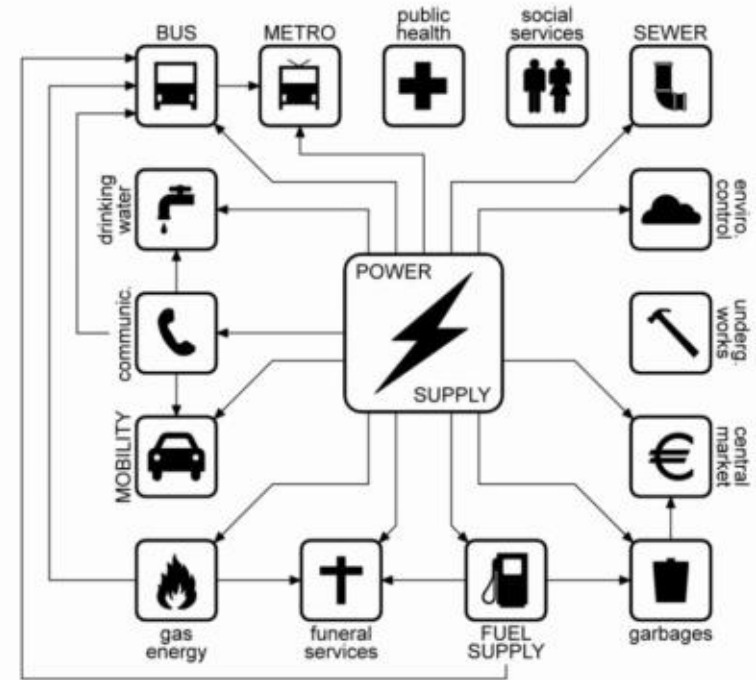 BUS
METRO
public
health
social
services
SEWER
drinking
water
enviro.
control
POWER
SUPPLY
communic.
underg.
works
MOBILITY
central
market
€
gas
energy
funeral
services
FUEL
SUPPLY
garbages